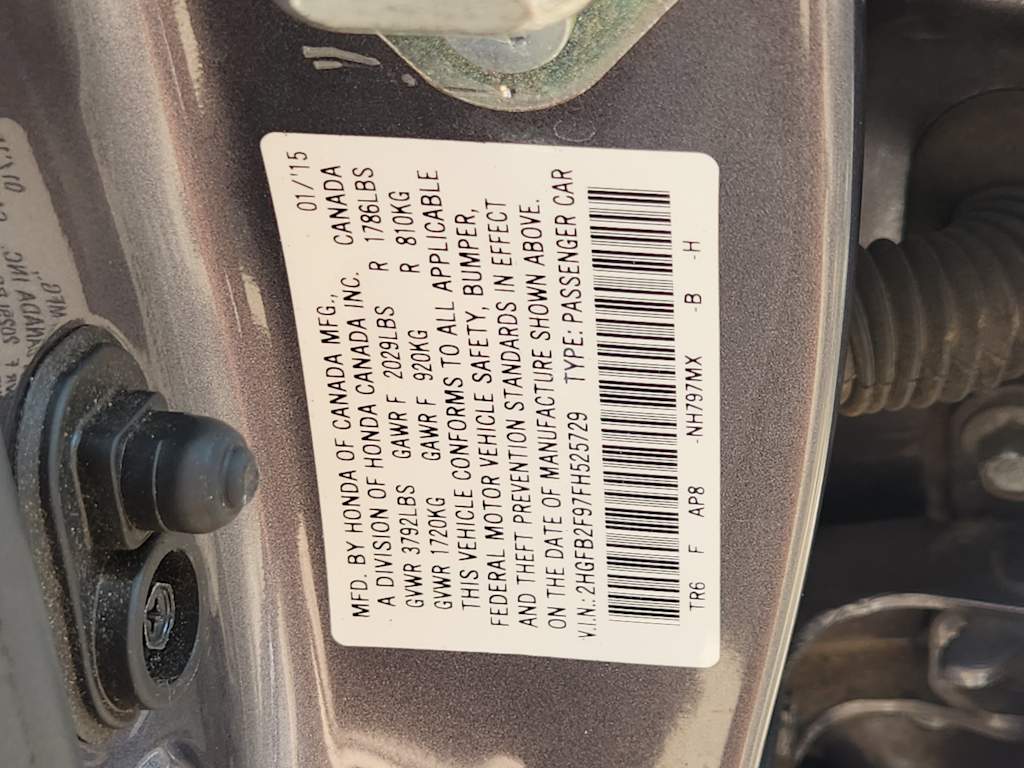 MFD. BY HONDA OF CANADA MFG., 01/'15
A DIVISION OF HONDA CANADA INC. CANADA
GVWR 3792LBS GAWR F 2029LBS R 1786LBS
GVWR 1720KG GAWR F 920KG R 810KG
THIS VEHICLE CONFORMS TO ALL APPLICABLE
FEDERAL MOTOR VEHICLE SAFETY, BUMPER,
AND THEFT PREVENTION STANDARDS IN EFFECT
ON THE DATE OF MANUFACTURE SHOWN ABOVE.
V.I.N.:2HGFB2F97FH525729 TYPE: PASSENGER CAR
TR6 F AP8 -NH797MX -B -H